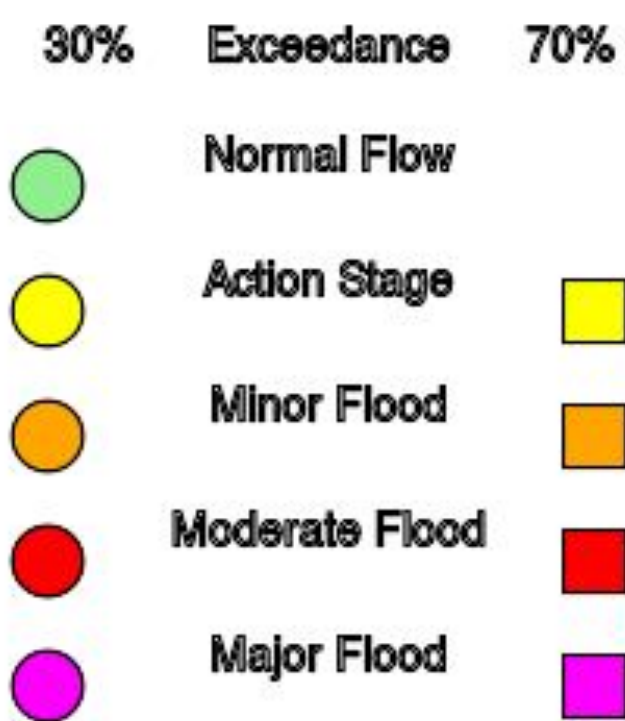 30% Exceedance 70%
Normal Flow
Action Stage
Minor Flood
Moderate Flood
Major Flood